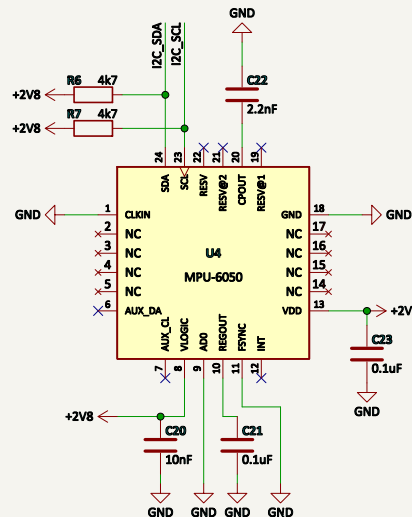 GND
I2C_SDA
I2C_SCL
R6 4k7
+2V8
R7 4k7
+2V8
C22
2.2nF
24 23 22 21 20 19
SDA SCL RESV RESV@2 CPOUT RESV@1
GND 1 CLKIN GND 18 GND
2 NC NC 17
3 NC U4 NC 16
4 NC MPU-6050 NC 15
5 NC NC 14
6 AUX_DA VDD 13 +2V
AUX_CL VLOGIC AD0 REGOUT FSYNC INT
7 8 9 10 11 12
C23
0.1uF
GND
+2V8
C20
10nF
C21
0.1uF
GND GND GND GND